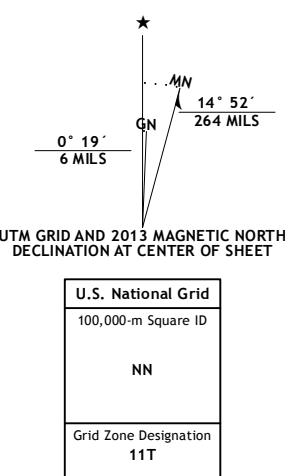 ★
MN
14° 52´
264 MILS
GN
0° 19´
6 MILS
UTM GRID AND 2013 MAGNETIC NORTH
DECLINATION AT CENTER OF SHEET
U.S. National Grid
100,000-m Square ID
NN
Grid Zone Designation
11T